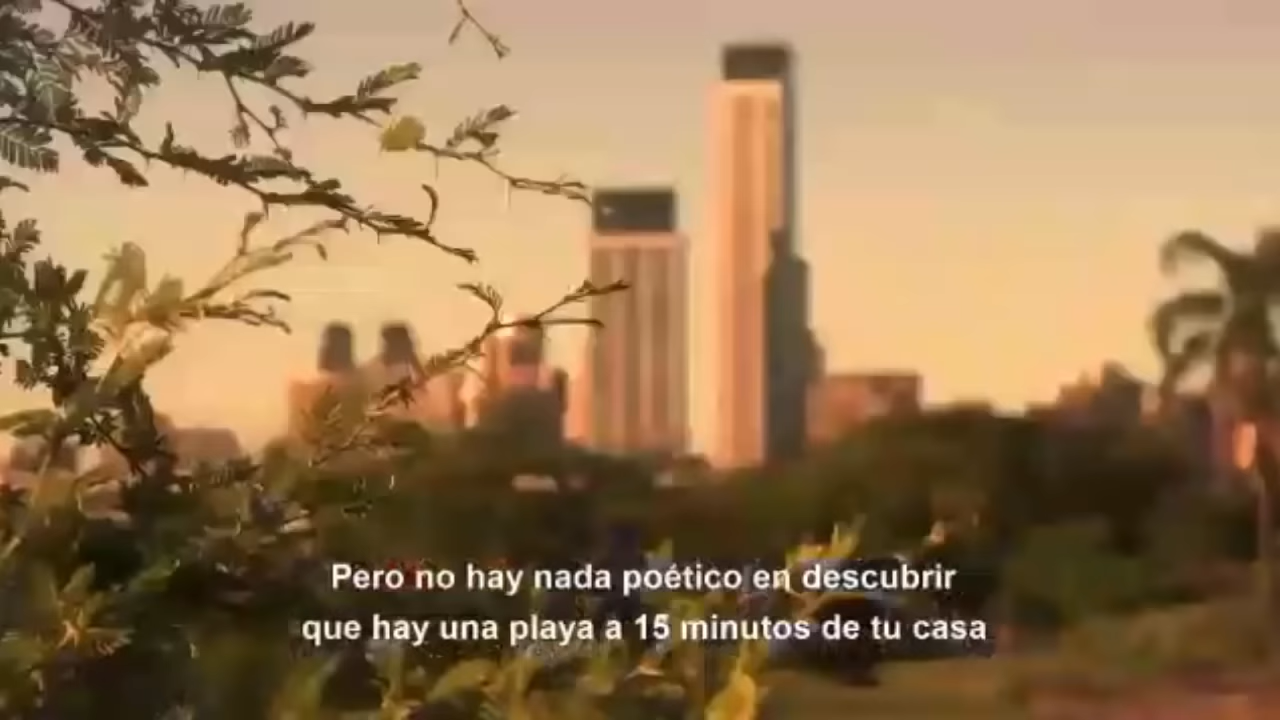 Pero no hay nada poético en descubrir
que hay una playa a 15 minutos de tu casa